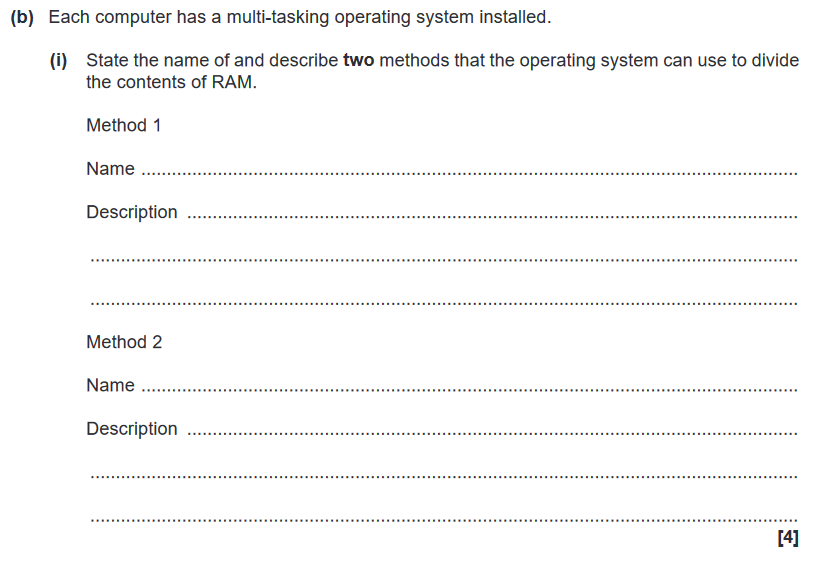 (b) Each computer has a multi-tasking operating system installed.
(i) State the name of and describe two methods that the operating system can use to divide
the contents of RAM.
Method 1
Name ....................................................................................................................................
Description ...........................................................................................................................
..............................................................................................................................................
..............................................................................................................................................
Method 2
Name ....................................................................................................................................
Description ...........................................................................................................................
..............................................................................................................................................
..............................................................................................................................................
[4]